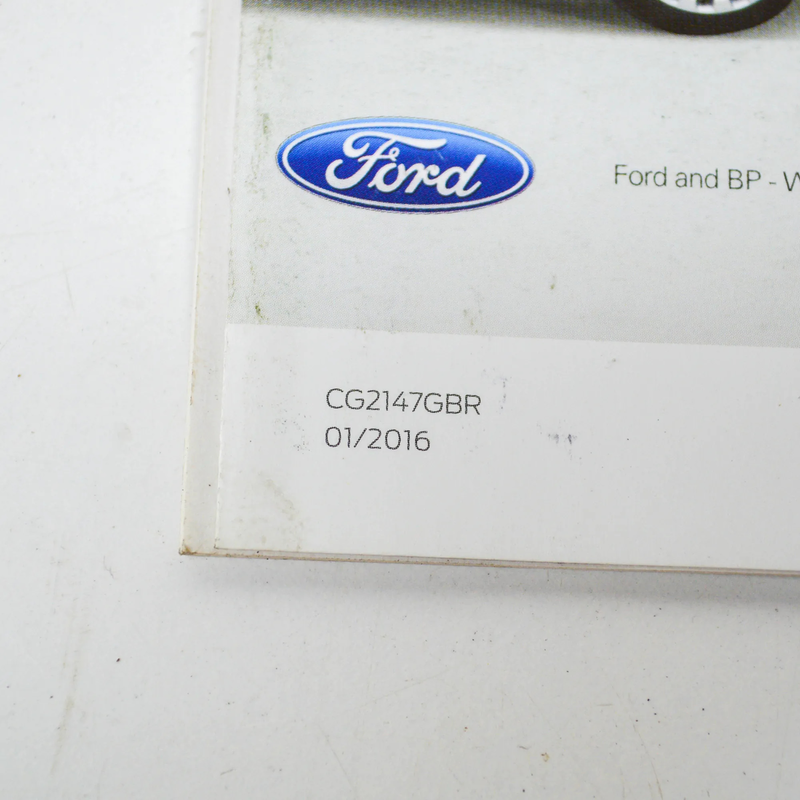 Ford
Ford and BP -
CG2147GBR
01/2016